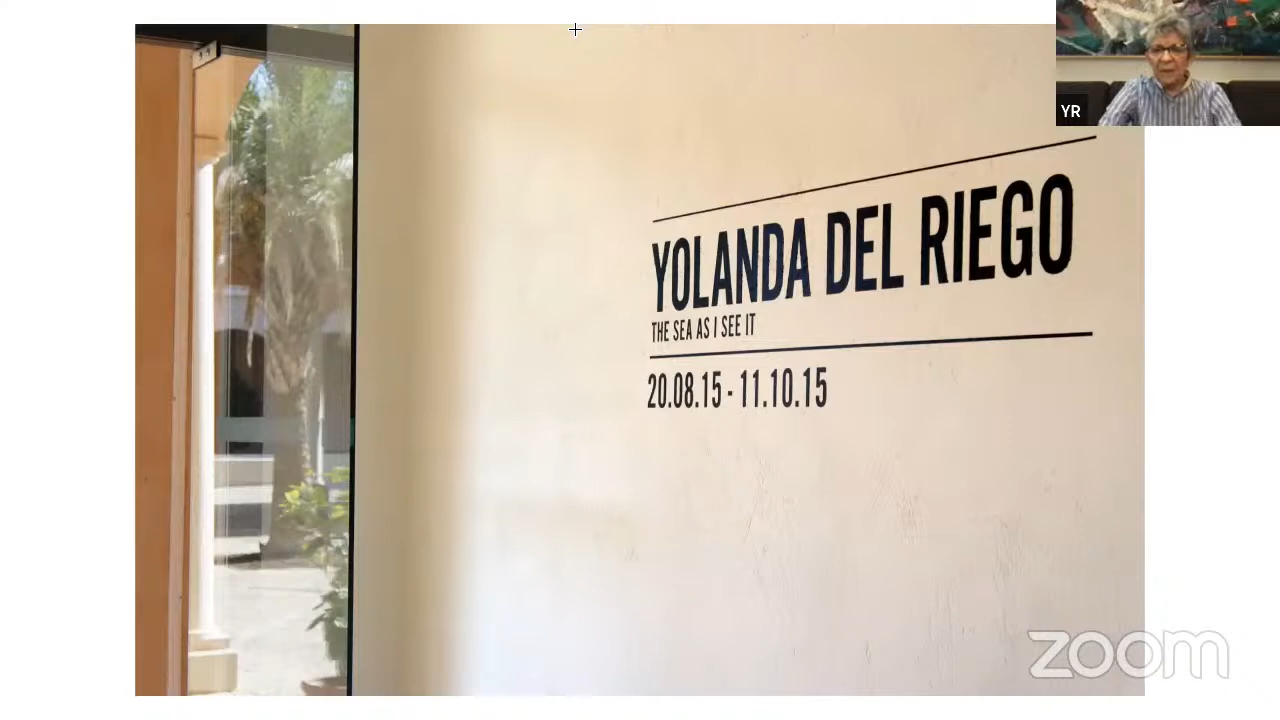 YR
YOLANDA DEL RIEGO
THE SEA AS I SEE IT
20.08.15 - 11.10.15
zoom